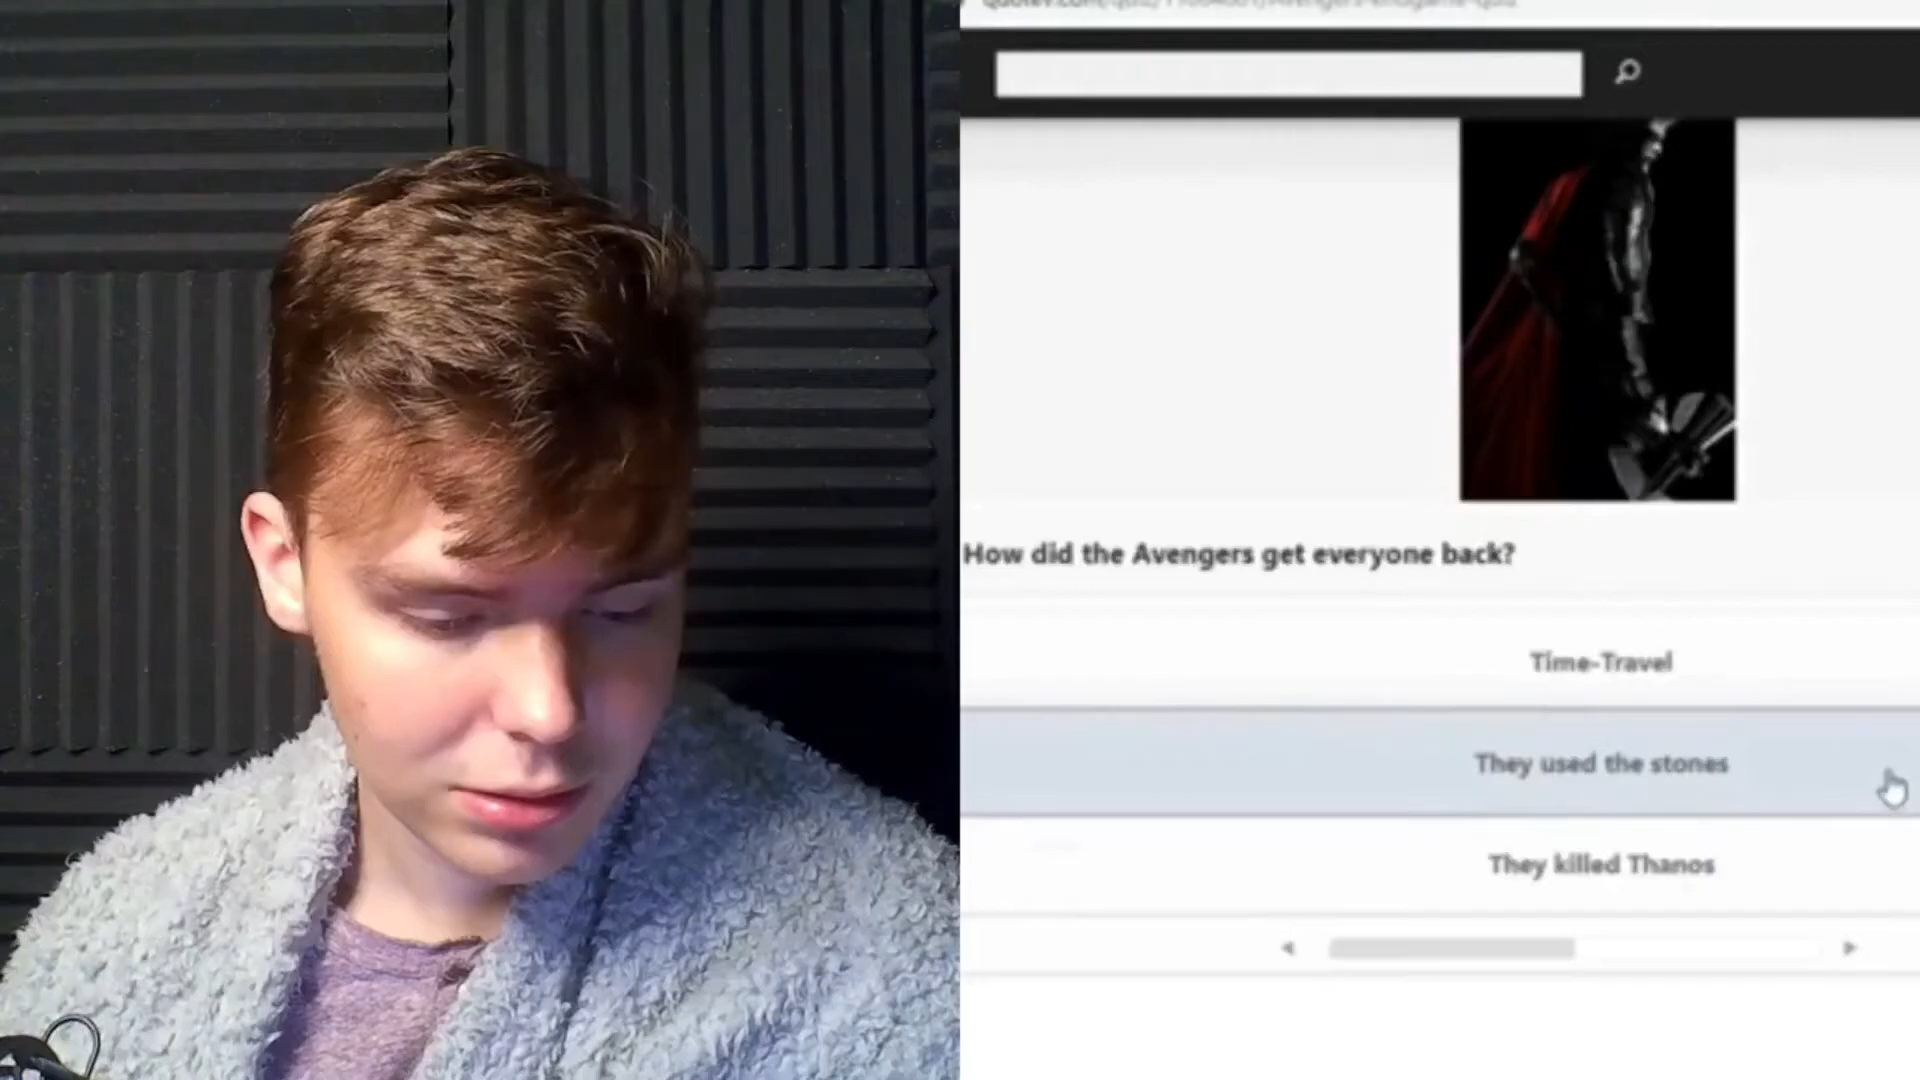 How did the Avengers get everyone back?
Time-Travel
They used the stones
They killed Thanos